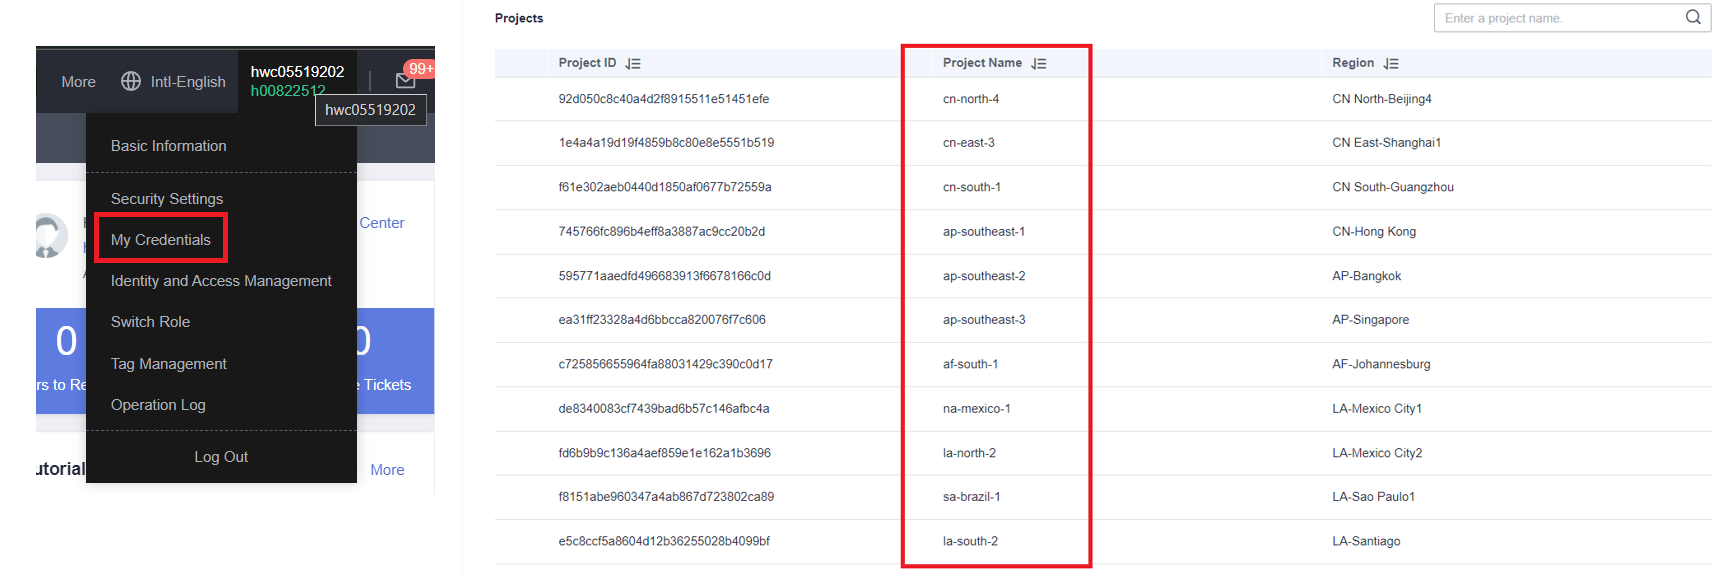 More
Intl-English
hwc05519202
h00822512
99+
hwc05519202
Basic Information
Security Settings
Center
My Credentials
Identity and Access Management
Switch Role
0
0
Tag Management
rs to Re
e Tickets
Operation Log
Log Out
utorial
More
Projects
Enter a project name.
Project ID Project Name Region
92d050c8c40a4d2f8915511e51451efe cn-north-4 CN North-Beijing4
1e4a4a19d19f4859b8c80e8e5551b519 cn-east-3 CN East-Shanghai1
f61e302aeb0440d1850af0677b72559a cn-south-1 CN South-Guangzhou
745766fc896b4eff8a3887ac9cc20b2d ap-southeast-1 CN-Hong Kong
595771aaedfd496683913f6678166c0d ap-southeast-2 AP-Bangkok
ea31ff23328a4d6bbcca820076f7c606 ap-southeast-3 AP-Singapore
c725856655964fa88031429c390c0d17 af-south-1 AF-Johannesburg
de8340083cf7439bad6b57c146afbc4a na-mexico-1 LA-Mexico City1
fd6b9b9c136a4aef859e1e162a1b3696 la-north-2 LA-Mexico City2
f8151abe960347a4ab867d723802ca89 sa-brazil-1 LA-Sao Paulo1
e5c8ccf5a8604d12b36255028b4099bf la-south-2 LA-Santiago